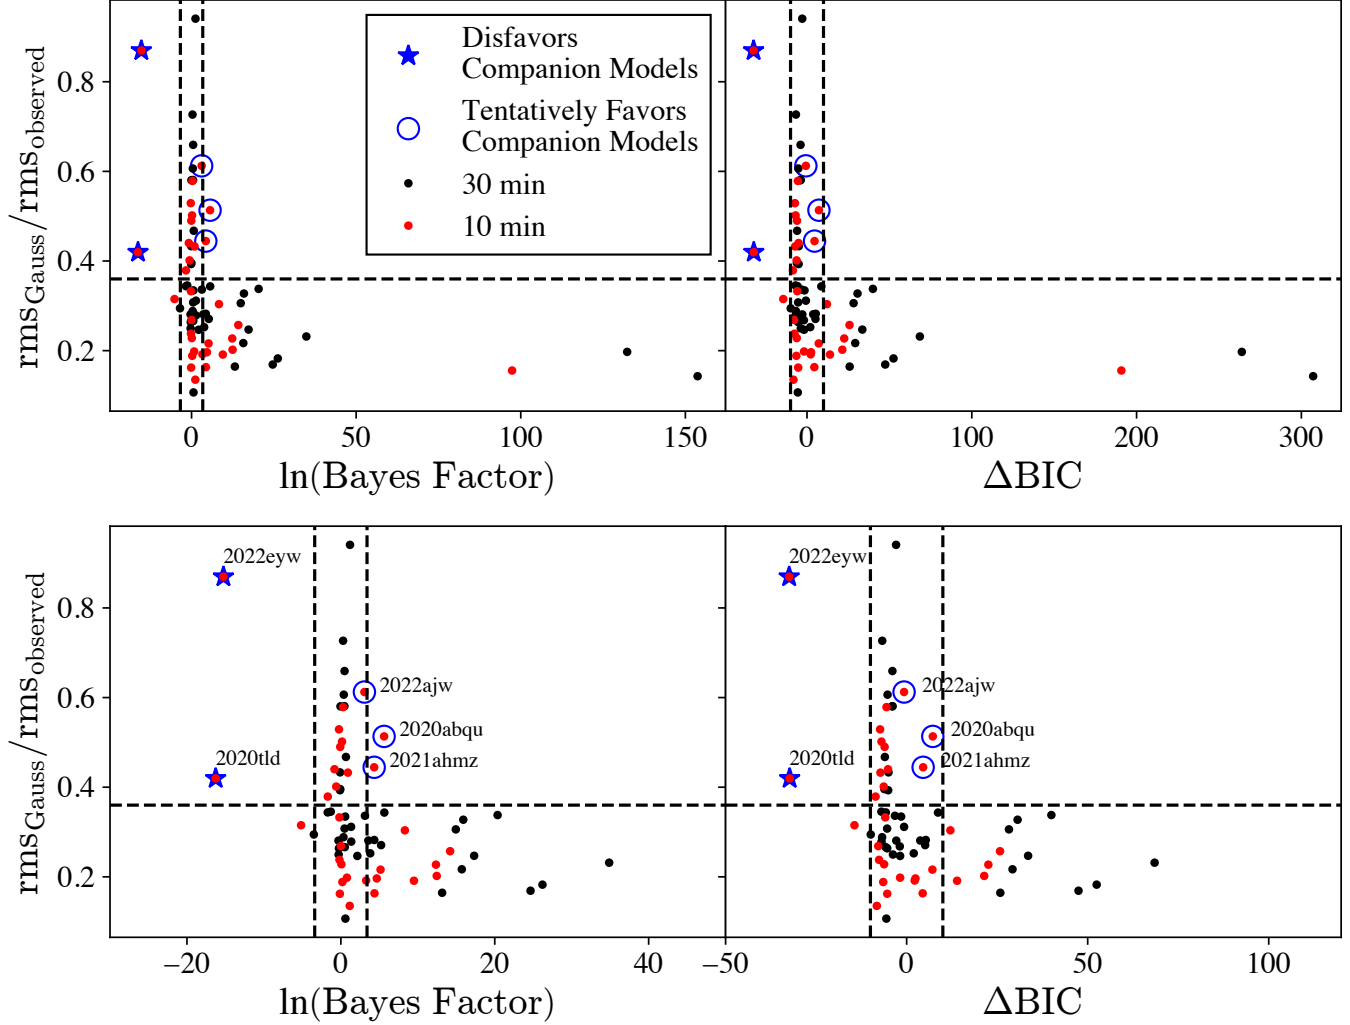 rms_Gauss/rms_observed
0.8
0.6
0.4
0.2
Disfavors
Companion Models
Tentatively Favors
Companion Models
30 min
10 min
0
50
100
150
0
100
200
300
ln(Bayes Factor)
ΔBIC
rms_Gauss/rms_observed
0.8
0.6
0.4
0.2
2022eyw
2022ajw
2020abqu
2020tld
2021ahmz
2022eyw
2022ajw
2020abqu
2020tld
2021ahmz
−20
0
20
40
−50
0
50
100
ln(Bayes Factor)
ΔBIC